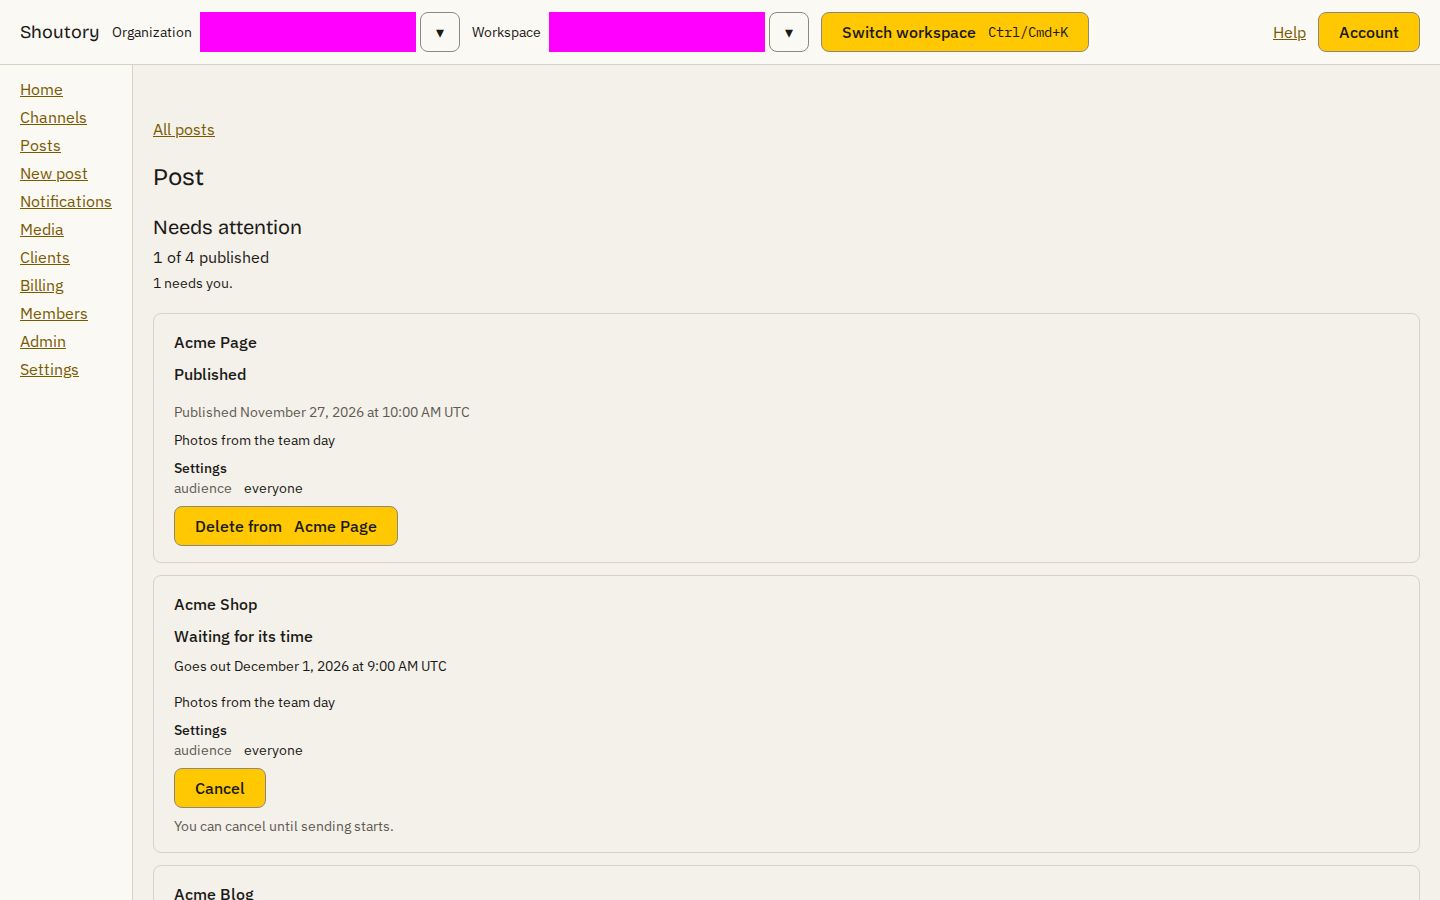 Shoutory Organization ▼ Workspace ▼ Switch workspace Ctrl/Cmd+K Help Account
Home
Channels
Posts
New post
Notifications
Media
Clients
Billing
Members
Admin
Settings
All posts
Post
Needs attention
1 of 4 published
1 needs you.
Acme Page
Published
Published November 27, 2026 at 10:00 AM UTC
Photos from the team day
Settings
audience everyone
Delete from Acme Page
Acme Shop
Waiting for its time
Goes out December 1, 2026 at 9:00 AM UTC
Photos from the team day
Settings
audience everyone
Cancel
You can cancel until sending starts.
Acme Blog